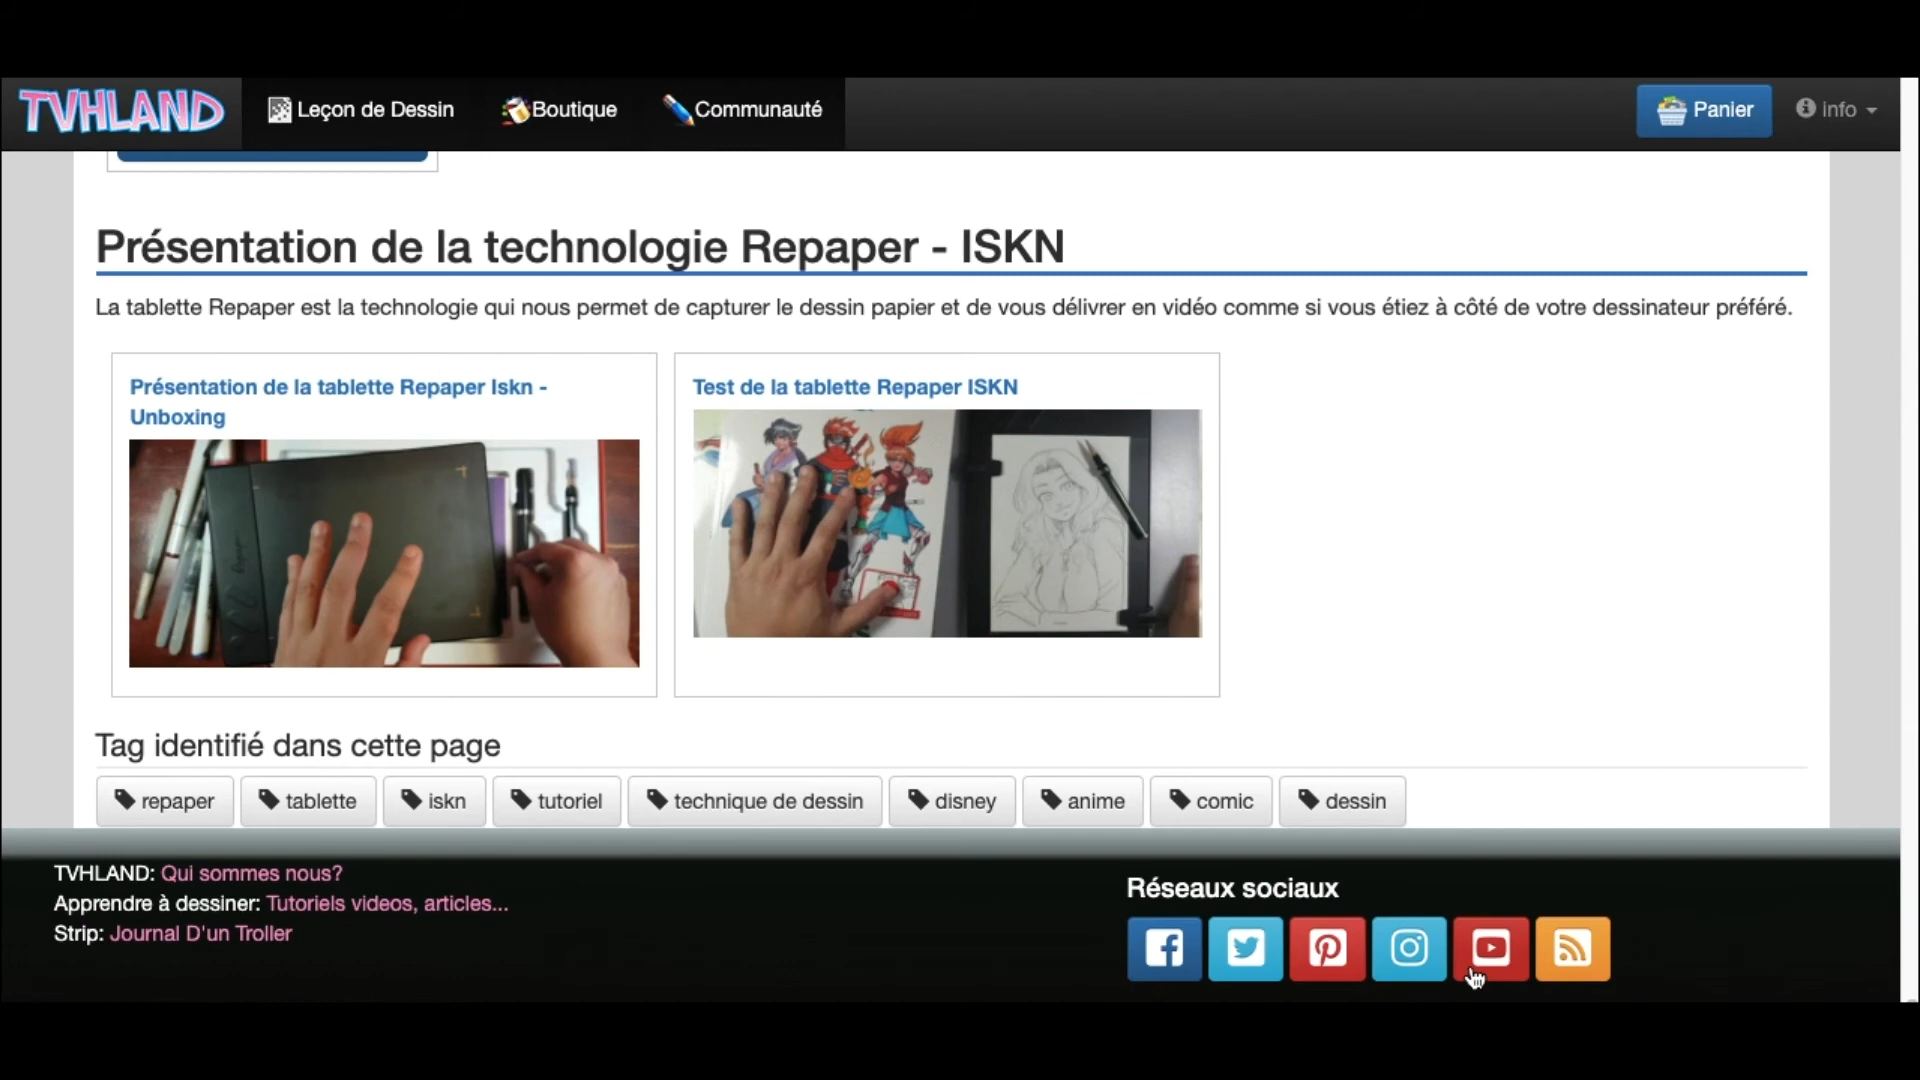 TVHLAND
Leçon de Dessin
Boutique
Communauté
Panier
info
Présentation de la technologie Repaper - ISKN
La tablette Repaper est la technologie qui nous permet de capturer le dessin papier et de vous délivrer en vidéo comme si vous étiez à côté de votre dessinateur préféré.
Présentation de la tablette Repaper Iskn -
Unboxing
Test de la tablette Repaper ISKN
Repaper
Tag identifié dans cette page
repaper
tablette
iskn
tutoriel
technique de dessin
disney
anime
comic
dessin
TVHLAND: Qui sommes nous?
Apprendre à dessiner: Tutoriels videos, articles...
Strip: Journal D'un Troller
Réseaux sociaux